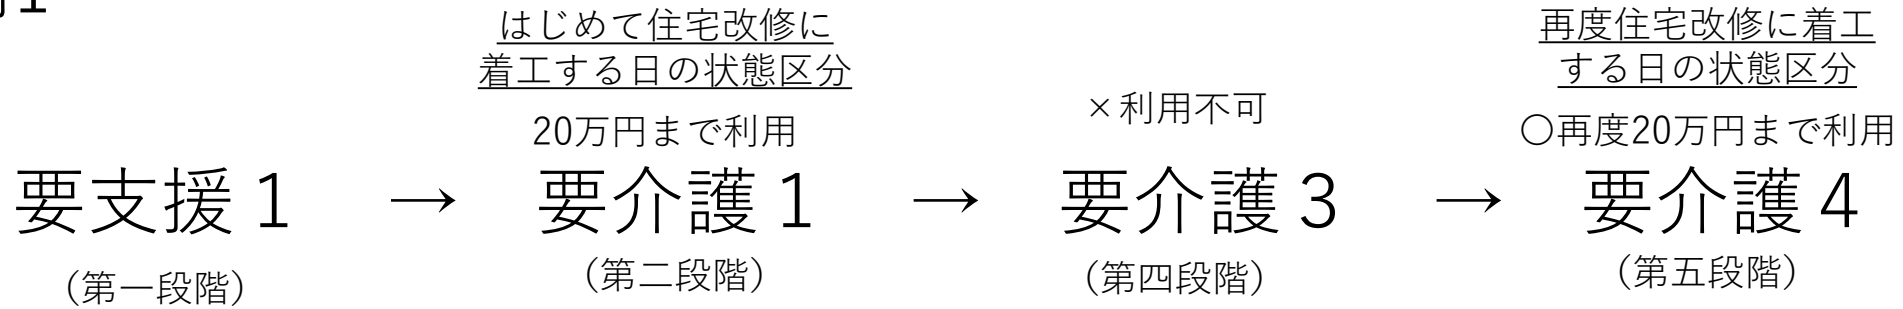 はじめて住宅改修に
着工する日の状態区分
20万円まで利用
×利用不可
再度住宅改修に着工
する日の状態区分
〇再度20万円まで利用
要支援１ → 要介護１ → 要介護３ → 要介護４
(第一段階) (第二段階) (第四段階) (第五段階)